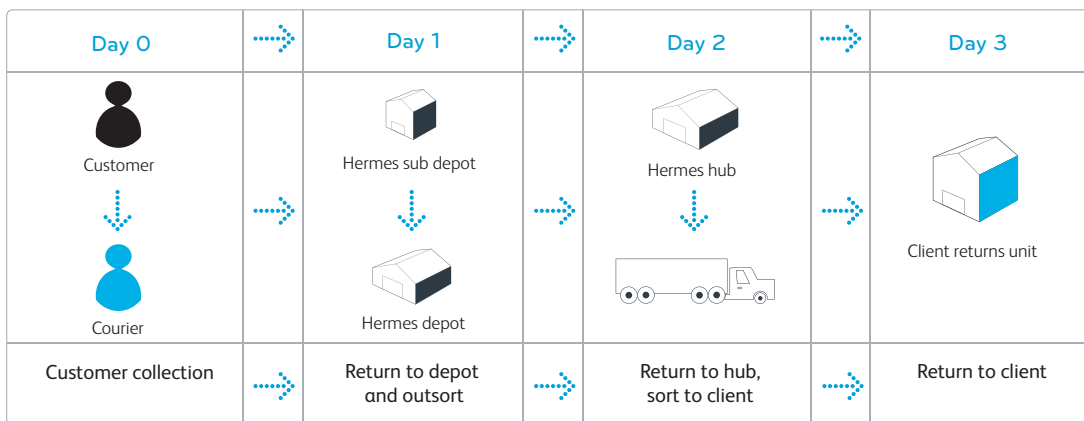 Day 0
Day 1
Day 2
Day 3
Customer
Courier
Hermes sub depot
Hermes depot
Hermes hub
Client returns unit
Customer collection
Return to depot
and outsort
Return to hub,
sort to client
Return to client